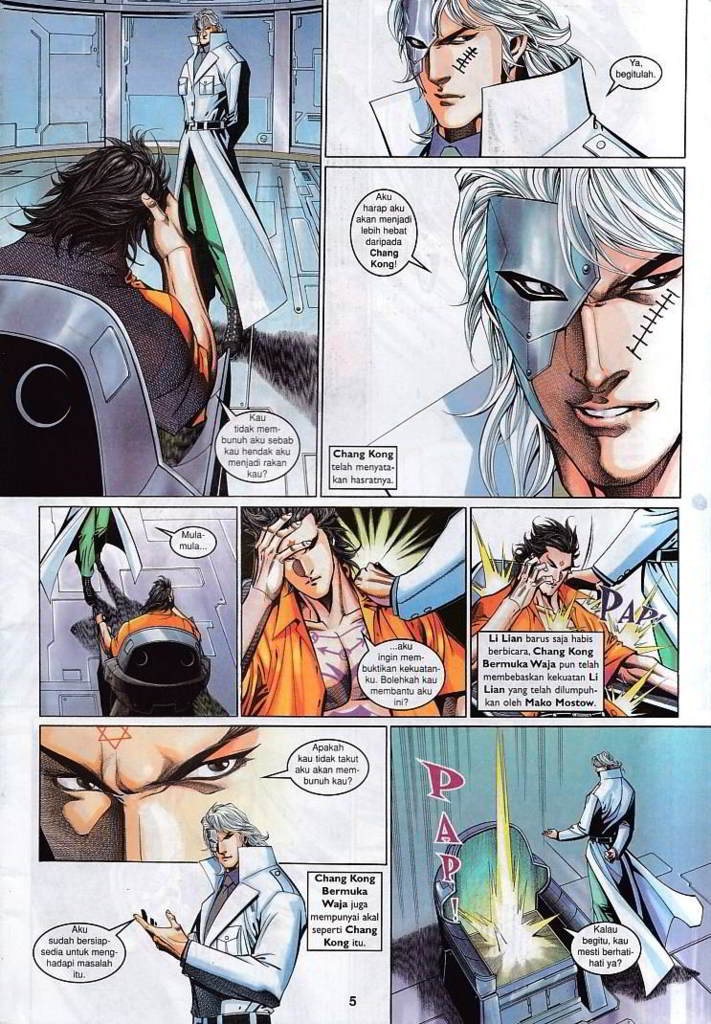 Kau
tidak mem-
bunuh aku sebab
kau hendak aku
menjadi rakan
kau?
Ya,
begitulah.
Aku
harap aku
akan menjadi
lebih hebat
daripada
Chang
Kong!
Chang Kong
telah menyata-
kan hasratnya.
Mula-
mula...
...aku
ingin mem-
buktikan kekuatan-
ku. Bolehkah kau
membantu aku
ini?
PAP!
Li Lian barus saja habis
berbicara, Chang Kong
Bermuka Waja pun telah
membebaskan kekuatan Li
Lian yang telah dilumpuh-
kan oleh Mako Mostow.
Apakah
kau tidak takut
aku akan mem-
bunuh kau?
Chang Kong
Bermuka
Waja juga
mempunyai akal
seperti Chang
Kong itu.
Aku
sudah bersiap-
sedia untuk meng-
hadapi masalah
itu.
PAP!
Kalau
begitu, kau
mesti berhati-
hati ya?
5